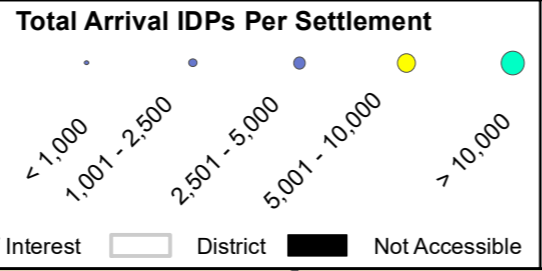 Total Arrival IDPs Per Settlement
< 1,000
1,001 - 2,500
2,501 - 5,000
5,001 - 10,000
> 10,000
Interest District Not Accessible